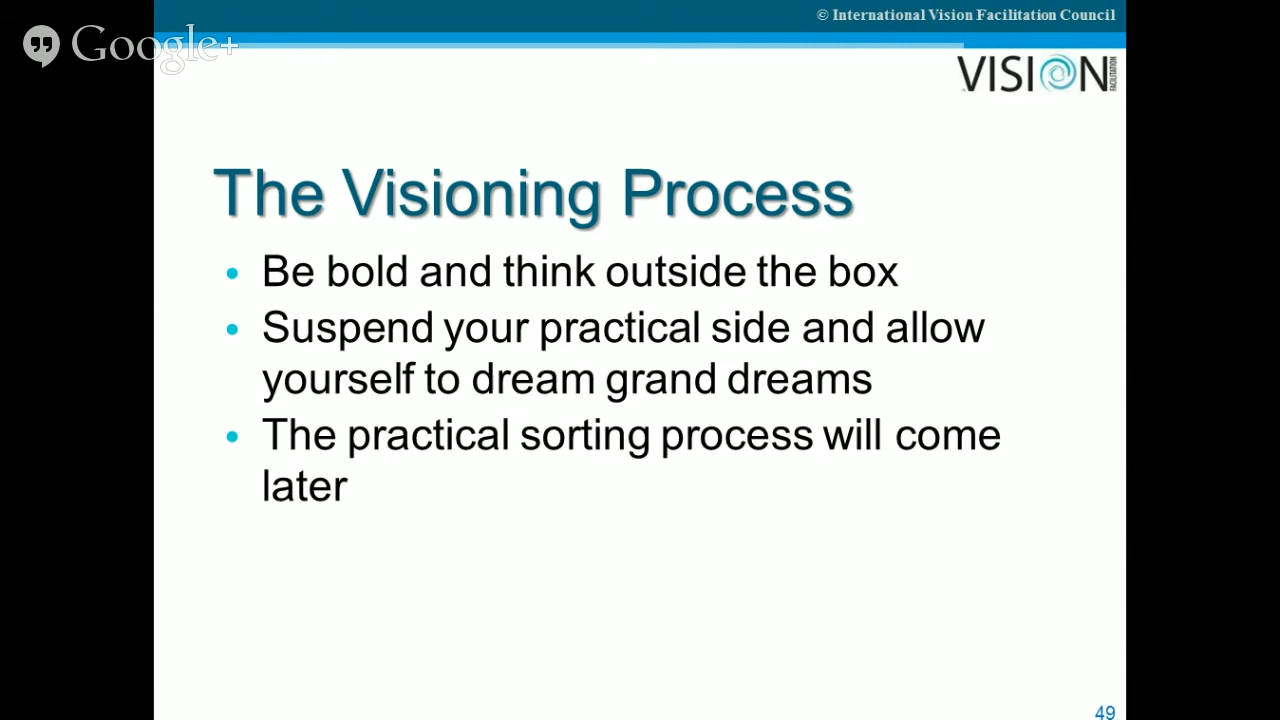 © International Vision Facilitation Council
Google+
VISION
FACILITATION
The Visioning Process
• Be bold and think outside the box
• Suspend your practical side and allow
yourself to dream grand dreams
• The practical sorting process will come
later
49